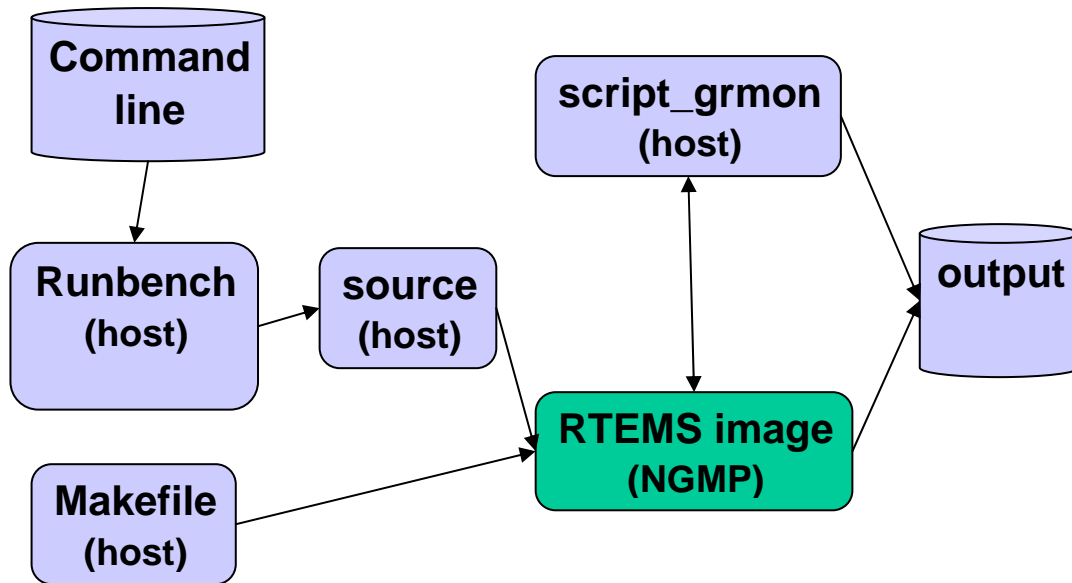 Command
line
script_grmon
(host)
Runbench
(host)
source
(host)
output
RTEMS image
(NGMP)
Makefile
(host)